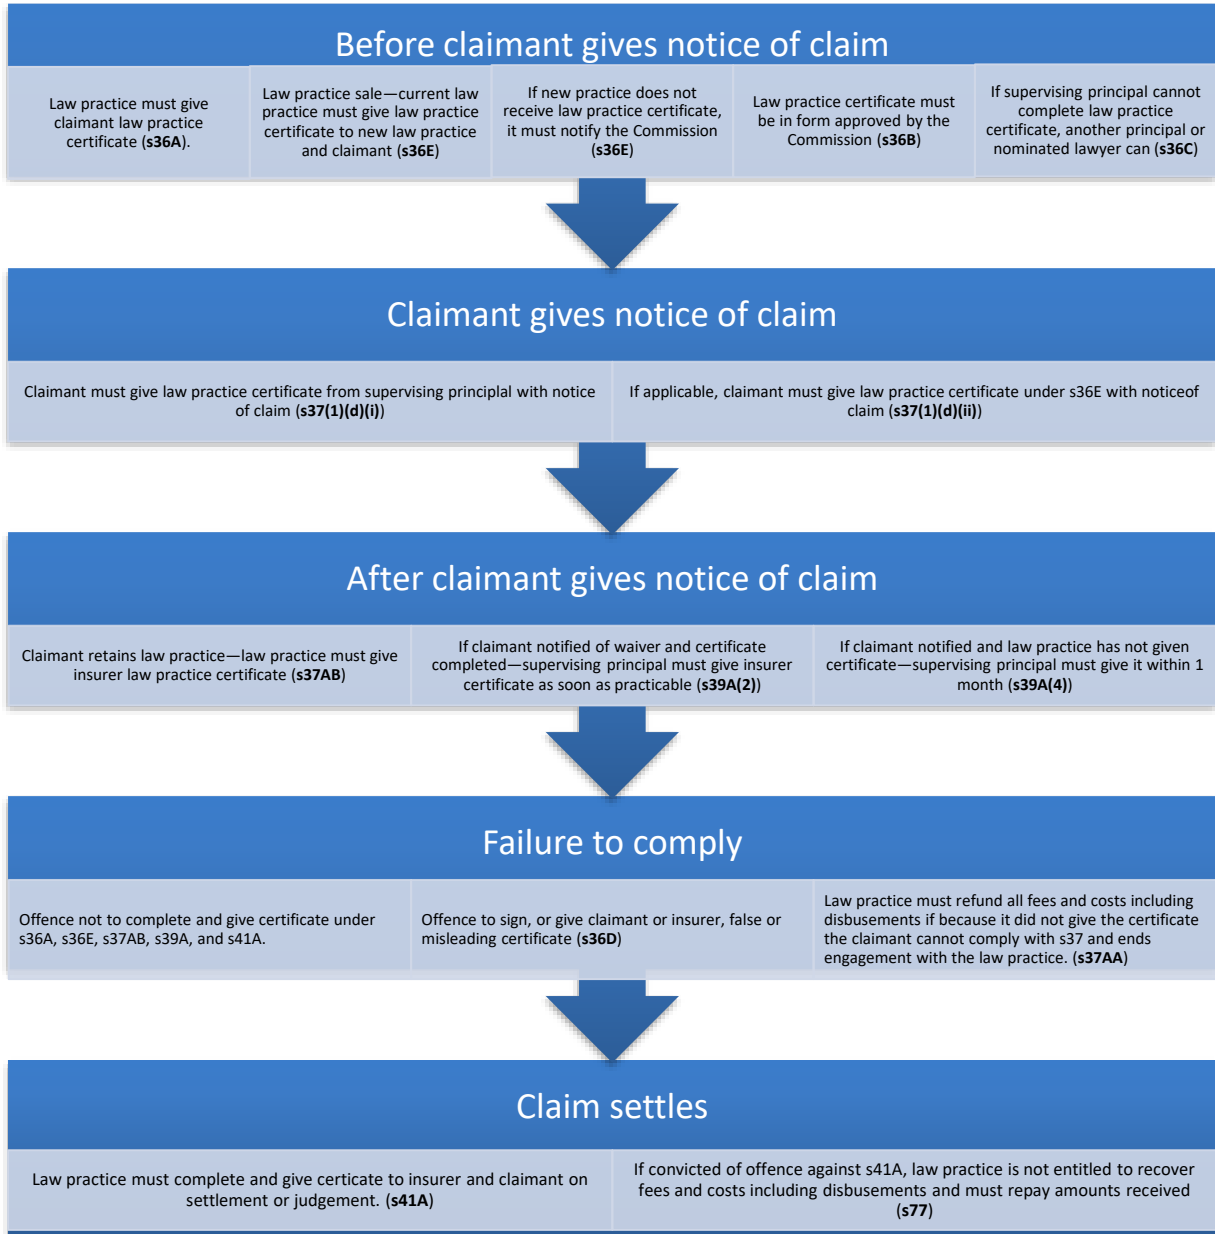 Before claimant gives notice of claim
Law practice must give
claimant law practice
certificate (s36A).
Law practice sale—current law
practice must give law practice
certificate to new law practice
and claimant (s36E)
If new practice does not
receive law practice certificate,
it must notify the Commission
(s36E)
Law practice certificate must
be in form approved by the
Commission (s36B)
If supervising principal cannot
complete law practice
certificate, another principal or
nominated lawyer can (s36C)
Claimant gives notice of claim
Claimant must give law practice certificate from supervising principlal with notice
of claim (s37(1)(d)(i))
If applicable, claimant must give law practice certificate under s36E with noticeof
claim (s37(1)(d)(ii))
After claimant gives notice of claim
Claimant retains law practice—law practice must give
insurer law practice certificate (s37AB)
If claimant notified of waiver and certificate
completed—supervising principal must give insurer
certificate as soon as practicable (s39A(2))
If claimant notified and law practice has not given
certificate—supervising principal must give it within 1
month (s39A(4))
Failure to comply
Offence not to complete and give certificate under
s36A, s36E, s37AB, s39A, and s41A.
Offence to sign, or give claimant or insurer, false or
misleading certificate (s36D)
Law practice must refund all fees and costs including
disbusements if because it did not give the certificate
the claimant cannot comply with s37 and ends
engagement with the law practice. (s37AA)
Claim settles
Law practice must complete and give certicate to insurer and claimant on
settlement or judgement. (s41A)
If convicted of offence against s41A, law practice is not entitled to recover
fees and costs including disbusements and must repay amounts received
(s77)